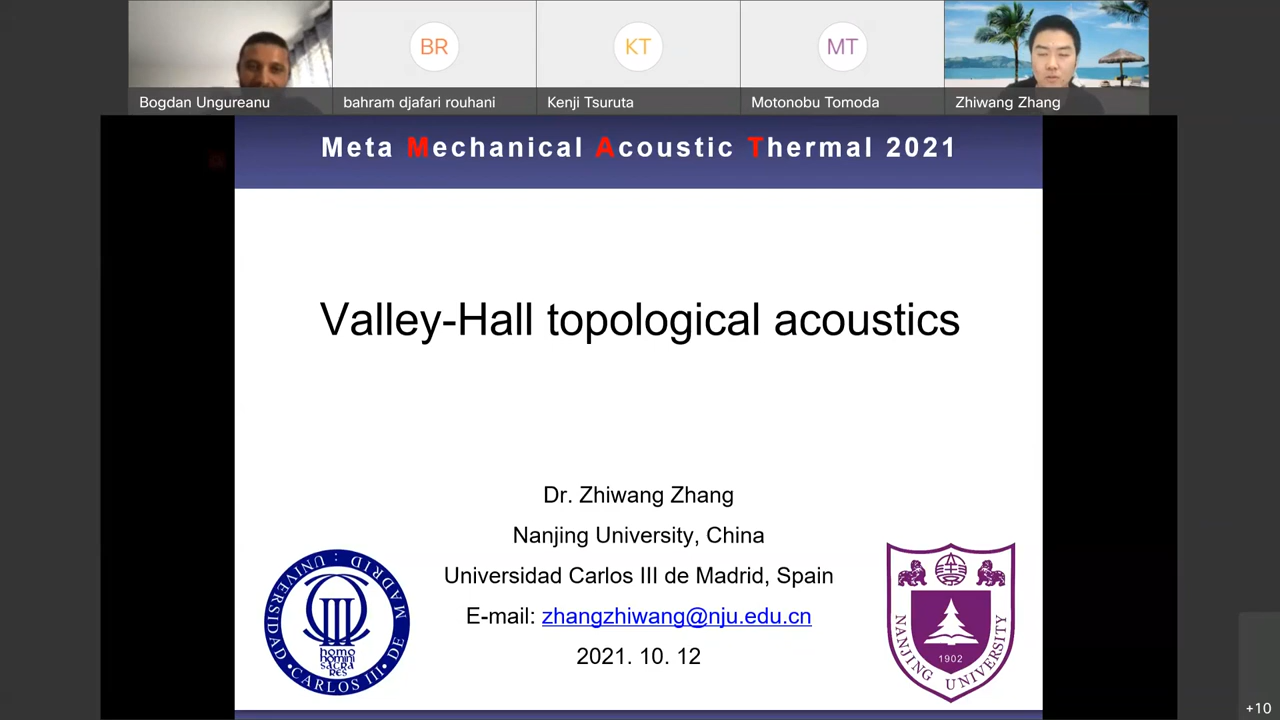 BR
KT
MT
Bogdan Ungureanu
bahram djafari rouhani
Kenji Tsuruta
Motonobu Tomoda
Zhiwang Zhang
Meta Mechanical Acoustic Thermal 2021
Valley-Hall topological acoustics
Dr. Zhiwang Zhang
Nanjing University, China
Universidad Carlos III de Madrid, Spain
E-mail: zhangzhiwang@nju.edu.cn
2021. 10. 12
UNIVERSIDAD • CARLOS III • DE MADRID :
homo
homini
sacra
res
1902
NANJING UNIVERSITY
+10